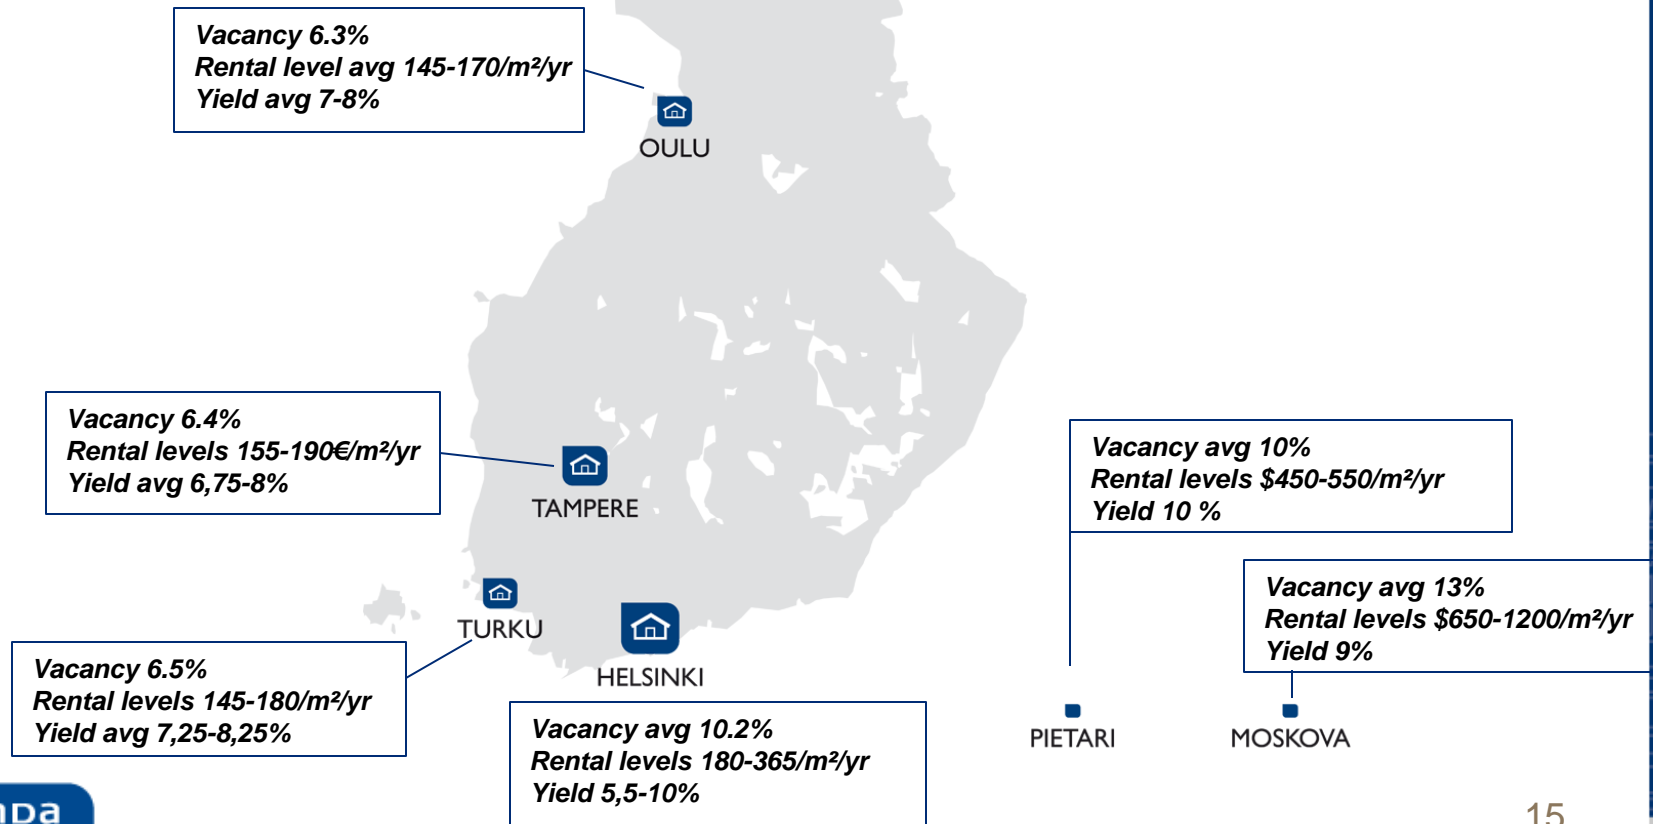 Vacancy 6.3%
Rental level avg 145-170/m²/yr
Yield avg 7-8%
OULU
Vacancy 6.4%
Rental levels 155-190€/m²/yr
Yield avg 6,75-8%
TAMPERE
Vacancy avg 10%
Rental levels $450-550/m²/yr
Yield 10 %
PIETARI
Vacancy avg 13%
Rental levels $650-1200/m²/yr
Yield 9%
MOSKOVA
TURKU
Vacancy 6.5%
Rental levels 145-180/m²/yr
Yield avg 7,25-8,25%
HELSINKI
Vacancy avg 10.2%
Rental levels 180-365/m²/yr
Yield 5,5-10%
15